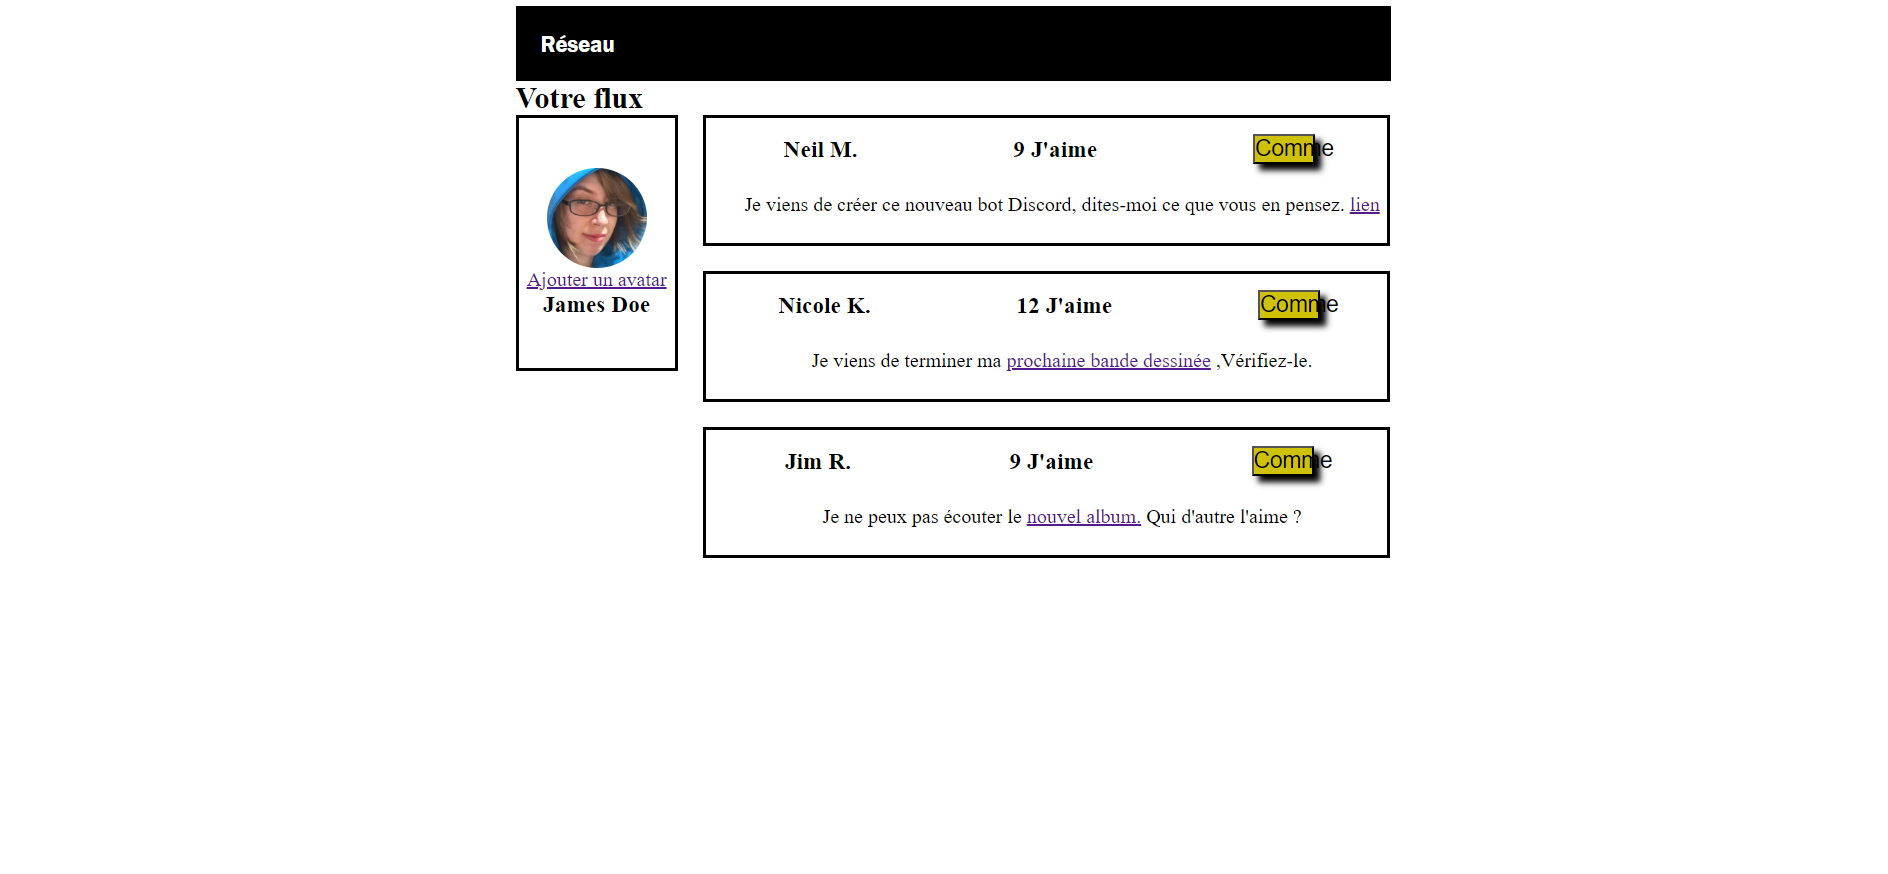 Réseau
Votre flux
Ajouter un avatar
James Doe
Neil M. 9 J'aime Comme
Je viens de créer ce nouveau bot Discord, dites-moi ce que vous en pensez. lien
Nicole K. 12 J'aime Comme
Je viens de terminer ma prochaine bande dessinée ,Vérifiez-le.
Jim R. 9 J'aime Comme
Je ne peux pas écouter le nouvel album. Qui d'autre l'aime ?